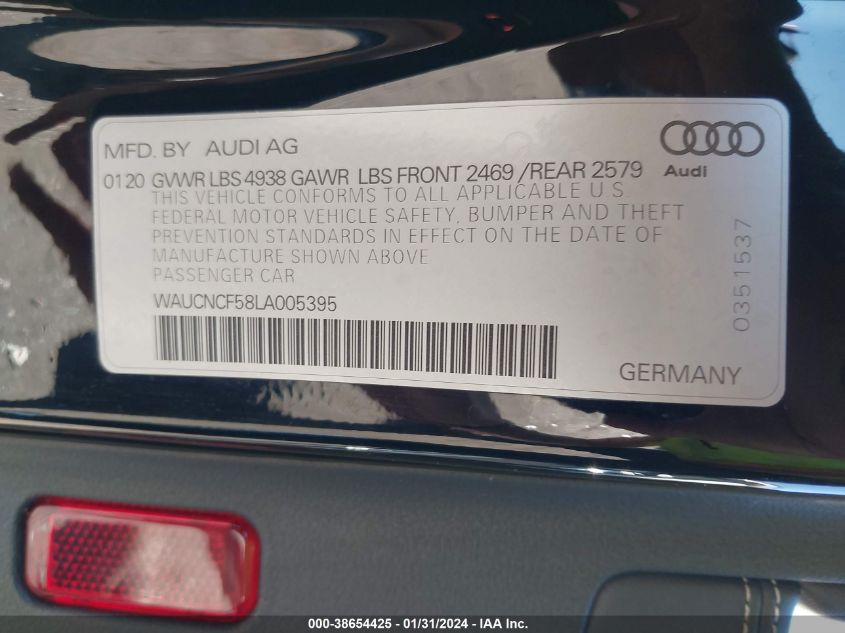 MFD. BY AUDI AG
Audi
0120 GVWR LBS 4938 GAWR LBS FRONT 2469 /REAR 2579
THIS VEHICLE CONFORMS TO ALL APPLICABLE U S
FEDERAL MOTOR VEHICLE SAFETY, BUMPER AND THEFT
PREVENTION STANDARDS IN EFFECT ON THE DATE OF
MANUFACTURE SHOWN ABOVE
PASSENGER CAR
WAUCNCF58LA005395
0351537
GERMANY
000-38654425 - 01/31/2024 - IAA Inc.